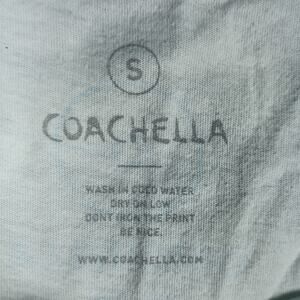 S
COACHELLA
WASH IN COLD WATER
DRY ON LOW
DONT IRON THE PRINT
BE NICE.
WWW.COACHELLA.COM